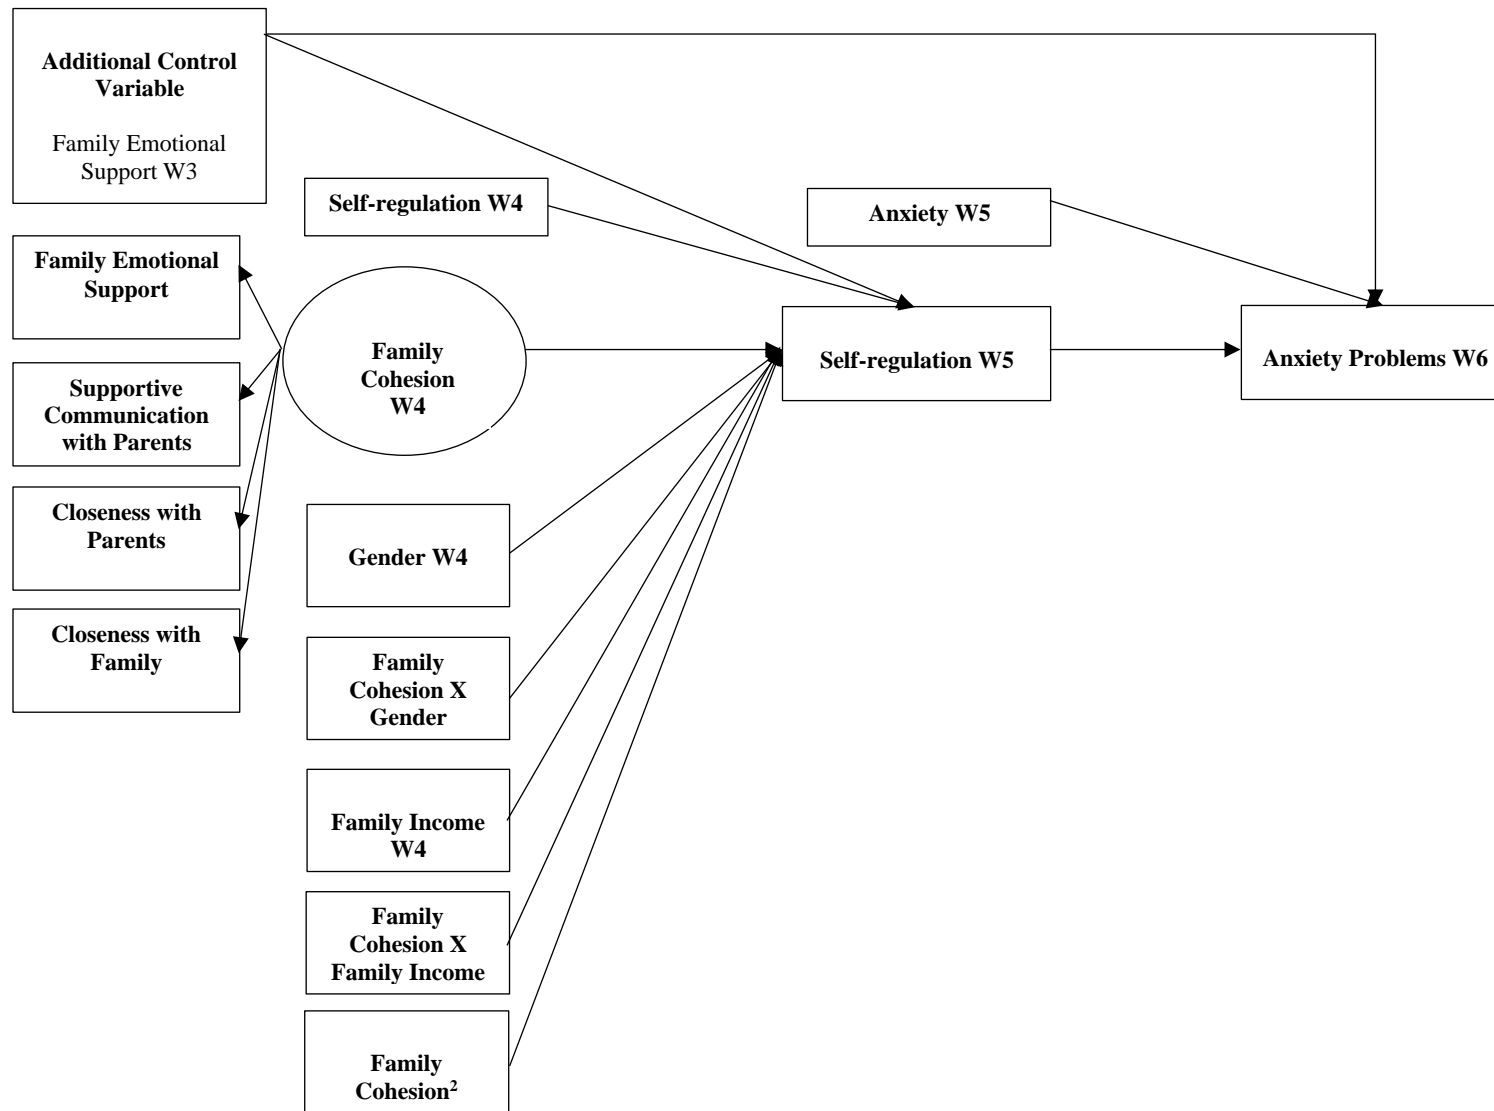 Additional Control
Variable
Family Emotional
Support W3
Self-regulation W4
Anxiety W5
Family Emotional
Support
Supportive
Communication
with Parents
Closeness with
Parents
Closeness with
Family
Family
Cohesion
W4
Self-regulation W5
Anxiety Problems W6
Gender W4
Family
Cohesion X
Gender
Family Income
W4
Family
Cohesion X
Family Income
Family
Cohesion²